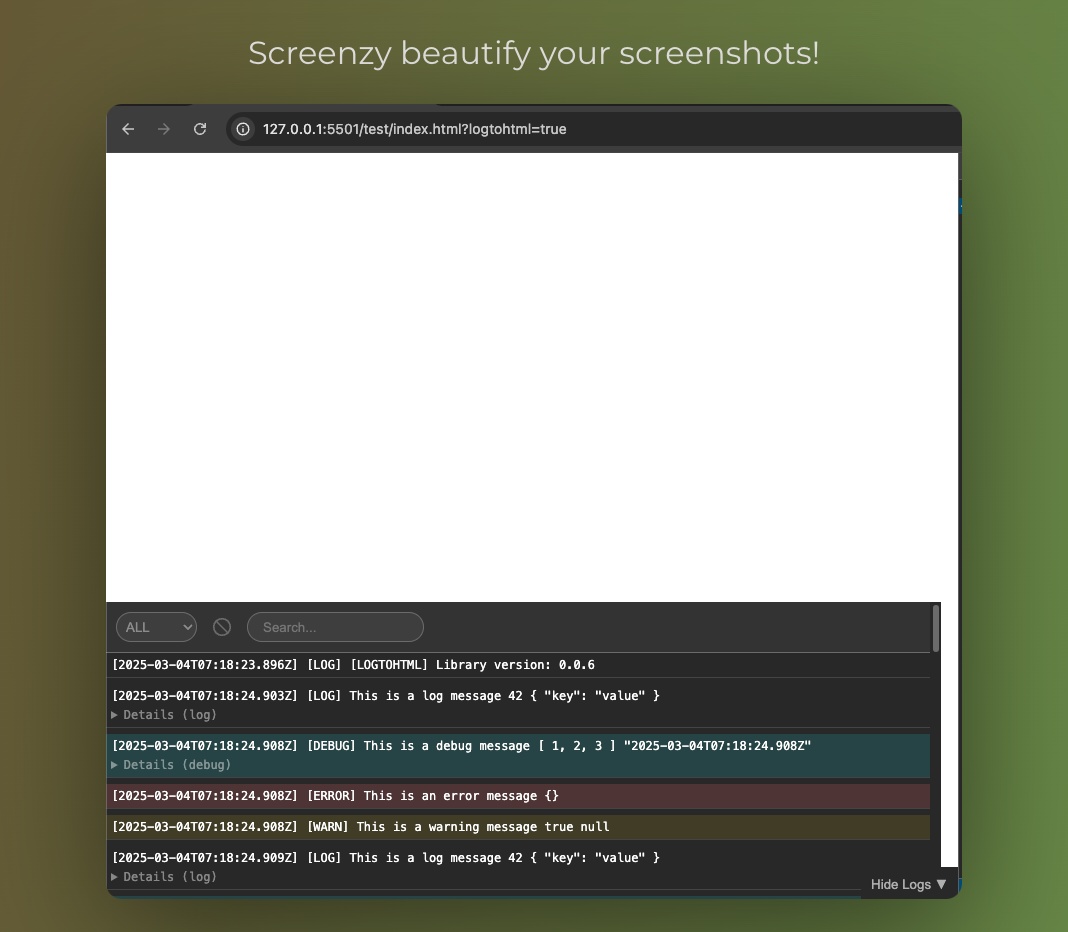 Screenzy beautify your screenshots!
127.0.0.1:5501/test/index.html?logtohtml=true
ALL
Search...
[2025-03-04T07:18:23.896Z] [LOG] [LOGTOHTML] Library version: 0.0.6
[2025-03-04T07:18:24.903Z] [LOG] This is a log message 42 { "key": "value" }
▶ Details (log)
[2025-03-04T07:18:24.908Z] [DEBUG] This is a debug message [ 1, 2, 3 ] "2025-03-04T07:18:24.908Z"
▶ Details (debug)
[2025-03-04T07:18:24.908Z] [ERROR] This is an error message {}
[2025-03-04T07:18:24.908Z] [WARN] This is a warning message true null
[2025-03-04T07:18:24.909Z] [LOG] This is a log message 42 { "key": "value" }
▶ Details (log)
Hide Logs ▼